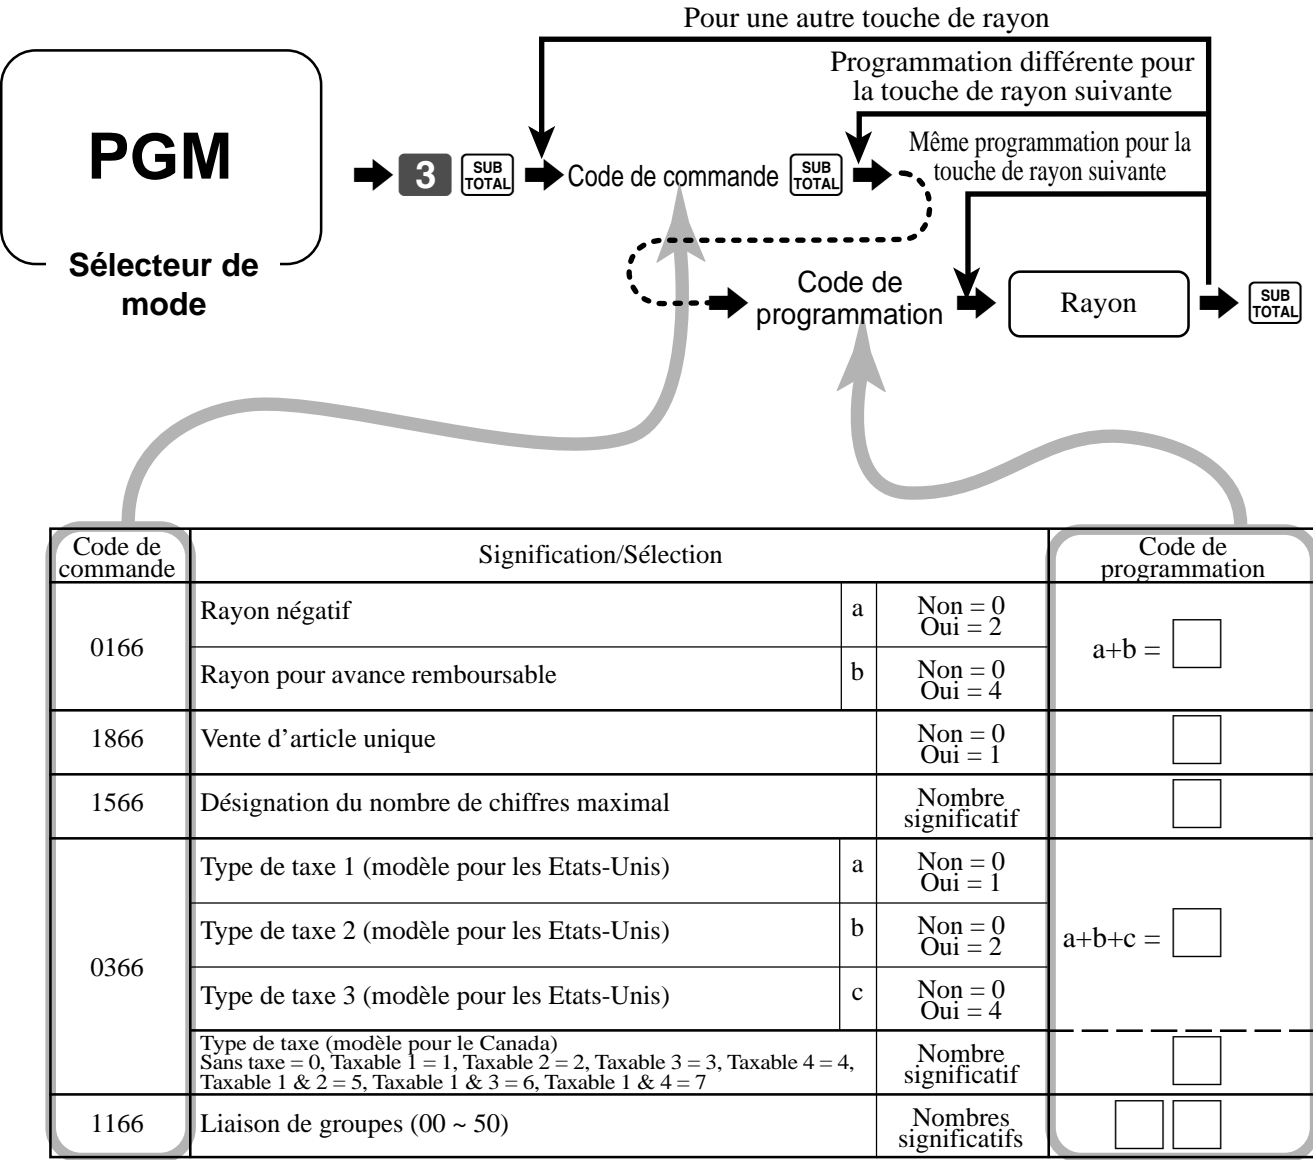 Pour une autre touche de rayon
Programmation différente pour
la touche de rayon suivante
Même programmation pour la
touche de rayon suivante
PGM
Sélecteur de
mode
3 SUB TOTAL Code de commande SUB TOTAL
Code de
programmation
Rayon
SUB TOTAL
Code de
commande
Signification/Sélection
Code de
programmation
0166
Rayon négatif a Non = 0
Oui = 2
Rayon pour avance remboursable b Non = 0
Oui = 4
a+b =
1866 Vente d’article unique Non = 0
Oui = 1
1566 Désignation du nombre de chiffres maximal Nombre
significatif
0366
Type de taxe 1 (modèle pour les Etats-Unis) a Non = 0
Oui = 1
Type de taxe 2 (modèle pour les Etats-Unis) b Non = 0
Oui = 2
Type de taxe 3 (modèle pour les Etats-Unis) c Non = 0
Oui = 4
a+b+c =
Type de taxe (modèle pour le Canada)
Sans taxe = 0, Taxable 1 = 1, Taxable 2 = 2, Taxable 3 = 3, Taxable 4 = 4,
Taxable 1 & 2 = 5, Taxable 1 & 3 = 6, Taxable 1 & 4 = 7
Nombre
significatif
1166 Liaison de groupes (00 ~ 50) Nombres
significatifs